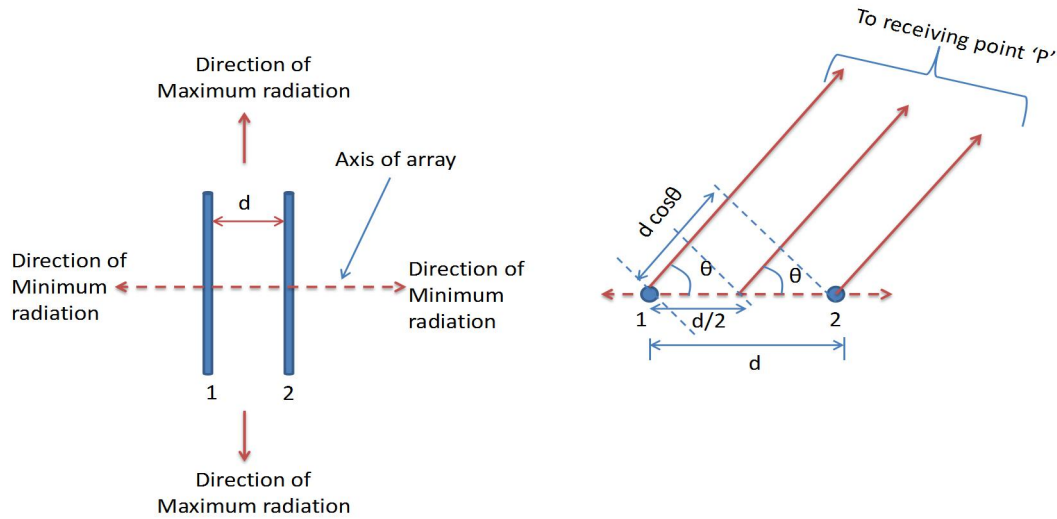 Direction of
Maximum radiation
Axis of array
d
Direction of
Minimum
radiation
Direction of
Minimum
radiation
1 2
Direction of
Maximum radiation
To receiving point ‘P’
d cosθ
θ
θ
1
2
d/2
d